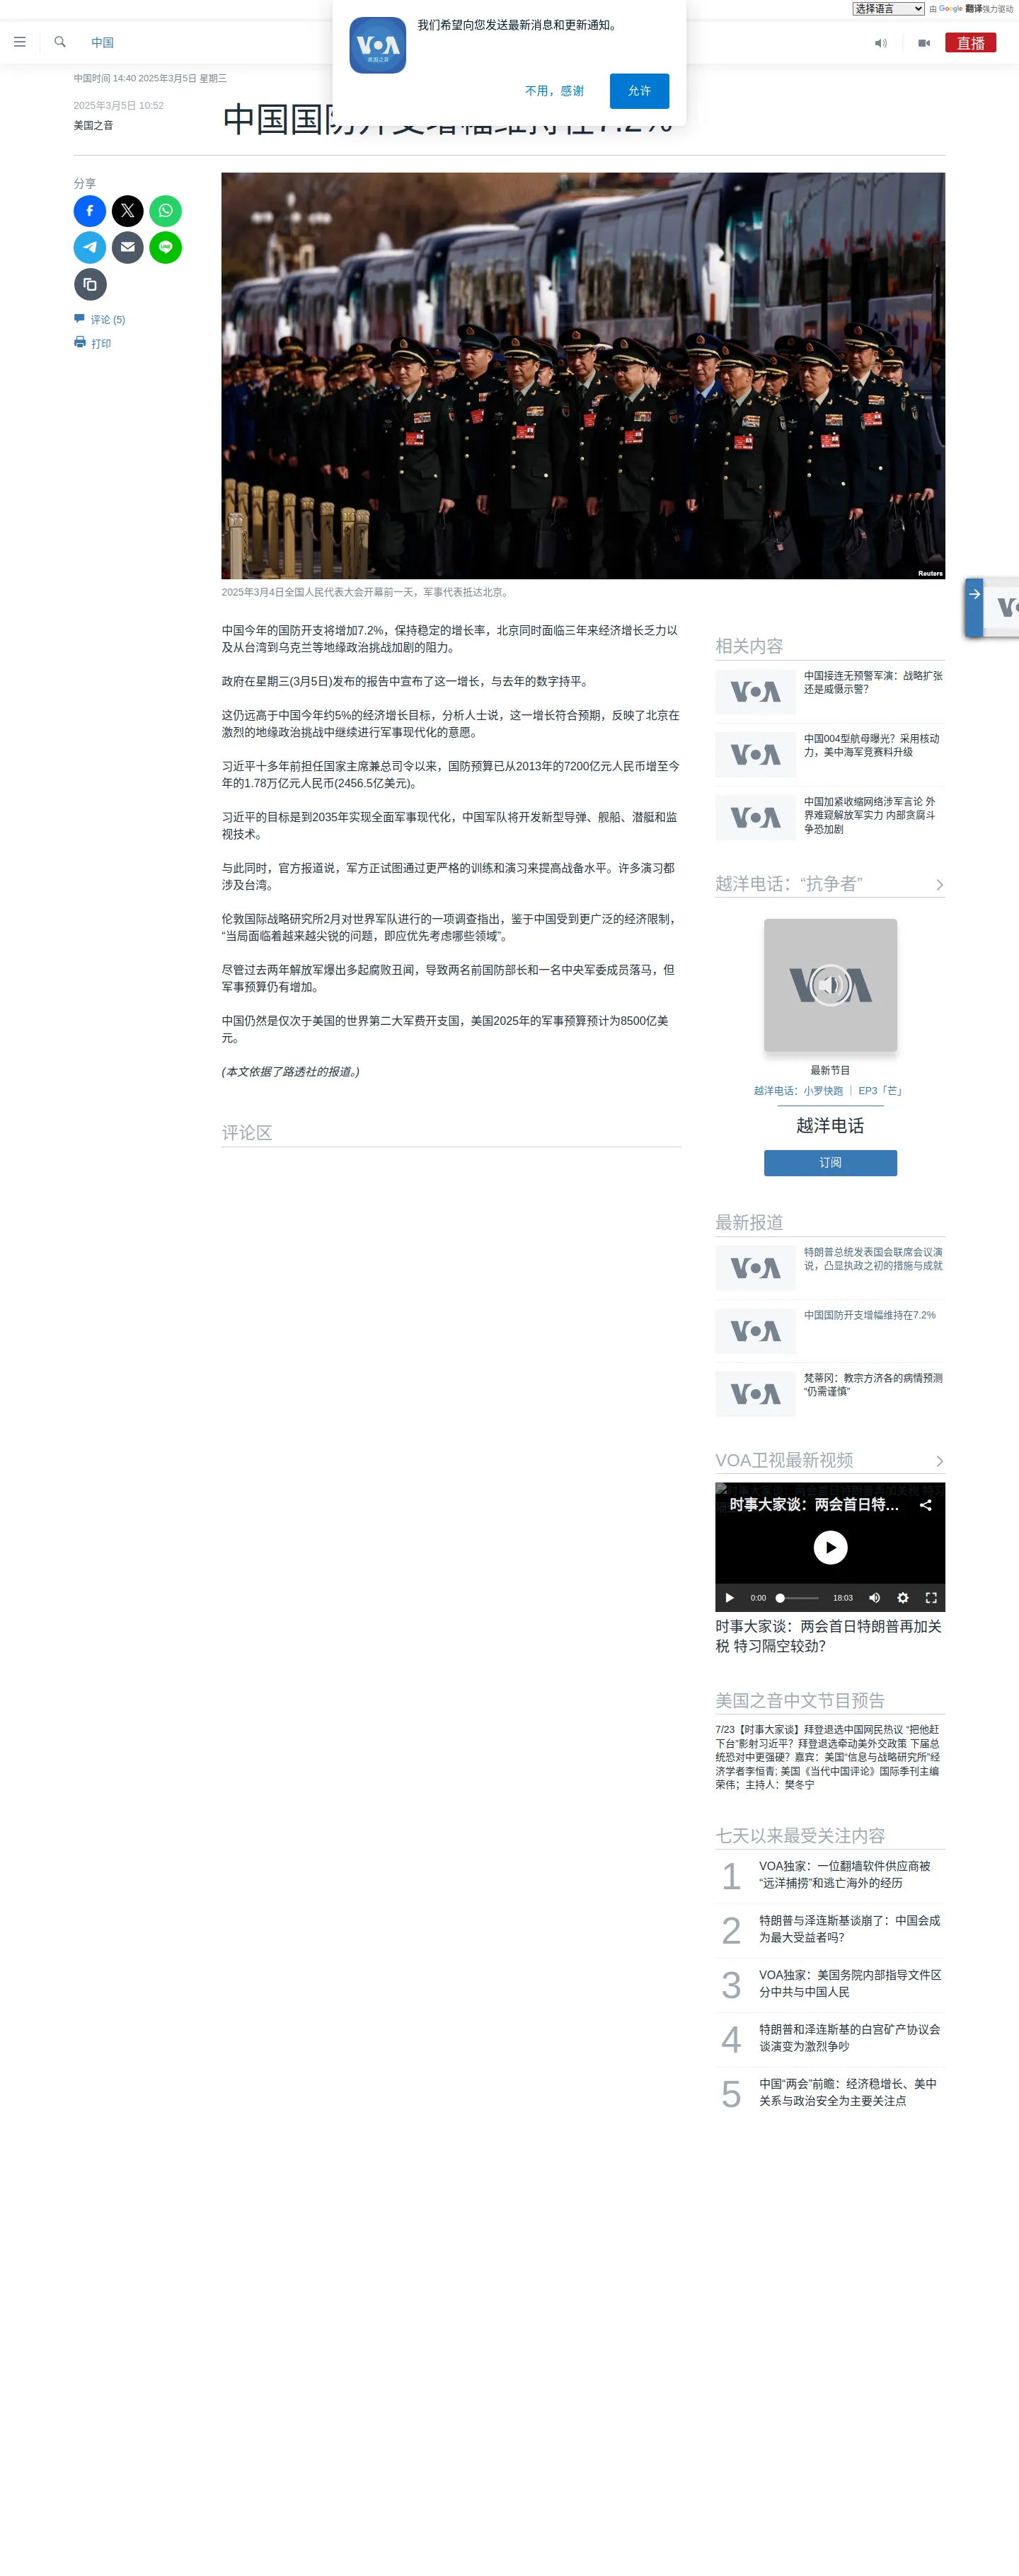 选择语言
由 Google 翻译强力驱动
我们希望向您发送最新消息和更新通知。
VOA
美国之音
不用，感谢
允许
中国
直播
中国时间 14:40 2025年3月5日 星期三
2025年3月5日 10:52
美国之音
中国国防开支增幅维持在7.2%
分享
LINE
评论 (5)
打印
Reuters
2025年3月4日全国人民代表大会开幕前一天，军事代表抵达北京。
中国今年的国防开支将增加7.2%，保持稳定的增长率，北京同时面临三年来经济增长乏力以
及从台湾到乌克兰等地缘政治挑战加剧的阻力。
政府在星期三(3月5日)发布的报告中宣布了这一增长，与去年的数字持平。
这仍远高于中国今年约5%的经济增长目标，分析人士说，这一增长符合预期，反映了北京在
激烈的地缘政治挑战中继续进行军事现代化的意愿。
习近平十多年前担任国家主席兼总司令以来，国防预算已从2013年的7200亿元人民币增至今
年的1.78万亿元人民币(2456.5亿美元)。
习近平的目标是到2035年实现全面军事现代化，中国军队将开发新型导弹、舰船、潜艇和监
视技术。
与此同时，官方报道说，军方正试图通过更严格的训练和演习来提高战备水平。许多演习都
涉及台湾。
伦敦国际战略研究所2月对世界军队进行的一项调查指出，鉴于中国受到更广泛的经济限制，
“当局面临着越来越尖锐的问题，即应优先考虑哪些领域”。
尽管过去两年解放军爆出多起腐败丑闻，导致两名前国防部长和一名中央军委成员落马，但
军事预算仍有增加。
中国仍然是仅次于美国的世界第二大军费开支国，美国2025年的军事预算预计为8500亿美
元。
(本文依据了路透社的报道。)
评论区
相关内容
VOA
中国接连无预警军演：战略扩张
还是威慑示警？
VOA
中国004型航母曝光？采用核动
力，美中海军竞赛料升级
VOA
中国加紧收缩网络涉军言论 外
界难窥解放军实力 内部贪腐斗
争恐加剧
越洋电话：“抗争者”
VOA
最新节目
越洋电话：小罗快跑 ｜ EP3「芒」
越洋电话
订阅
最新报道
VOA
特朗普总统发表国会联席会议演
说，凸显执政之初的措施与成就
VOA
中国国防开支增幅维持在7.2%
VOA
梵蒂冈：教宗方济各的病情预测
“仍需谨慎”
VOA卫视最新视频
时事大家谈：两会首日特…
0:00
18:03
时事大家谈：两会首日特朗普再加关
税 特习隔空较劲？
美国之音中文节目预告
7/23【时事大家谈】拜登退选中国网民热议 “把他赶
下台”影射习近平？拜登退选牵动美外交政策 下届总
统恐对中更强硬？嘉宾：美国“信息与战略研究所”经
济学者李恒青; 美国《当代中国评论》国际季刊主编
荣伟；主持人：樊冬宁
七天以来最受关注内容
1
VOA独家：一位翻墙软件供应商被
“远洋捕捞”和逃亡海外的经历
2
特朗普与泽连斯基谈崩了：中国会成
为最大受益者吗？
3
VOA独家：美国务院内部指导文件区
分中共与中国人民
4
特朗普和泽连斯基的白宫矿产协议会
谈演变为激烈争吵
5
中国“两会”前瞻：经济稳增长、美中
关系与政治安全为主要关注点